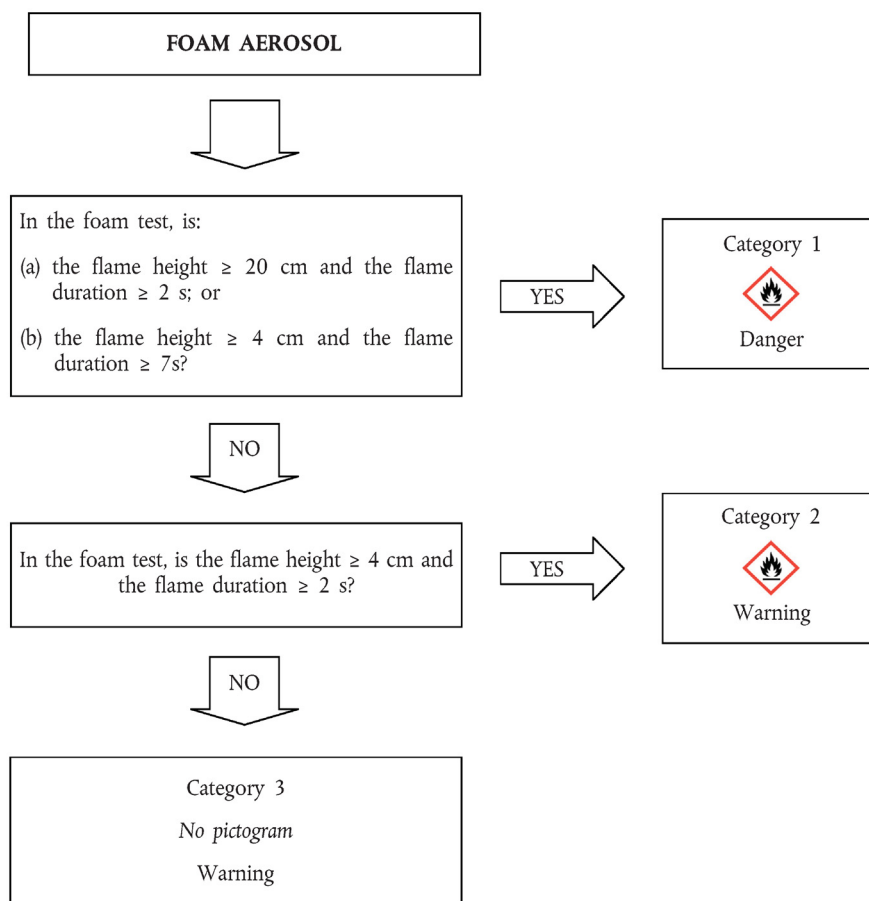 FOAM AEROSOL
In the foam test, is:
(a) the flame height ≥ 20 cm and the flame
duration ≥ 2 s; or
(b) the flame height ≥ 4 cm and the flame
duration ≥ 7s?
YES
Category 1
Danger
NO
In the foam test, is the flame height ≥ 4 cm and
the flame duration ≥ 2 s?
YES
Category 2
Warning
NO
Category 3
No pictogram
Warning